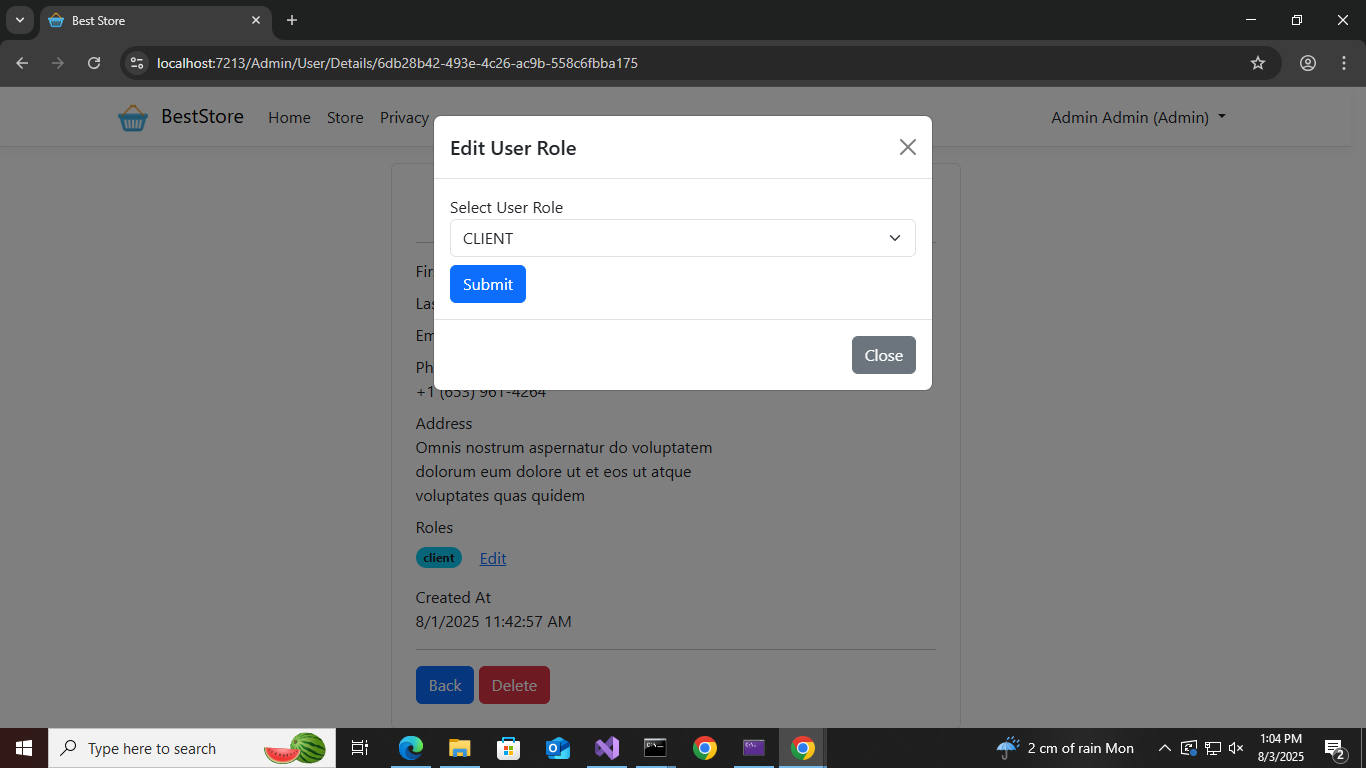 Best Store
localhost:7213/Admin/User/Details/6db28b42-493e-4c26-ac9b-558c6fbba175
BestStore
Home
Store
Privacy
Admin Admin (Admin)
Edit User Role
Select User Role
CLIENT
Submit
Close
+1 (653) 961-4264
Address
Omnis nostrum aspernatur do voluptatem
dolorum eum dolore ut et eos ut atque
voluptates quas quidem
Roles
client
Edit
Created At
8/1/2025 11:42:57 AM
Back
Delete
Type here to search
2 cm of rain Mon
1:04 PM
8/3/2025
2